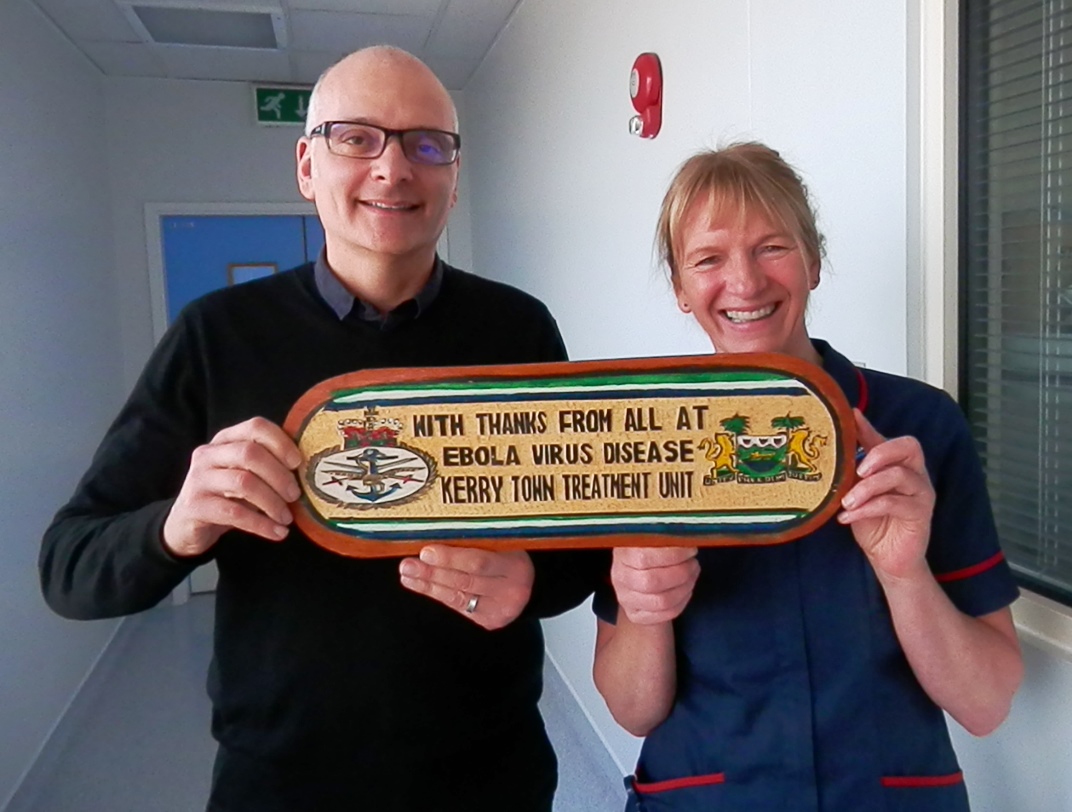 WITH THANKS FROM ALL AT
EBOLA VIRUS DISEASE
KERRY TOWN TREATMENT UNIT